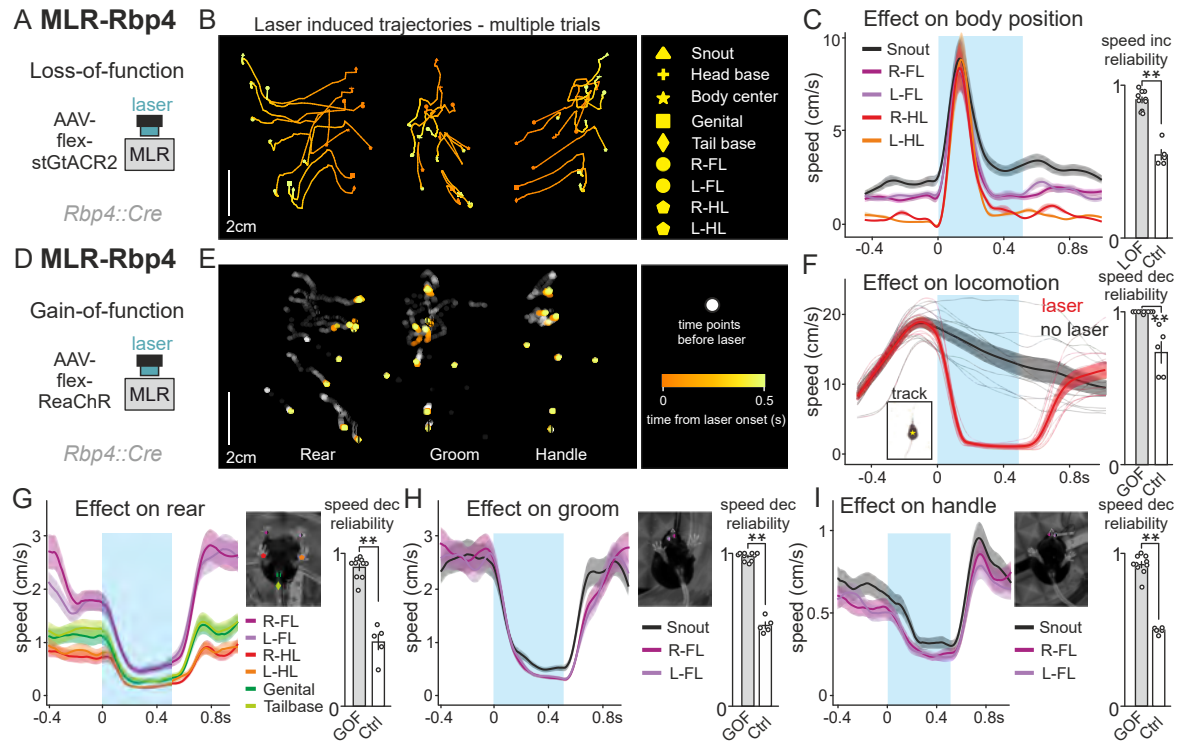 A MLR-Rbp4
Loss-of-function
laser
AAV-
flex-
stGtACR2
MLR
Rbp4::Cre
B
Laser induced trajectories - multiple trials
2cm
Snout
Head base
Body center
Genital
Tail base
R-FL
L-FL
R-HL
L-HL
C Effect on body position
speed (cm/s)
10
5
0
-0.4 0 0.4 0.8s
Snout
R-FL
L-FL
R-HL
L-HL
speed inc
reliability
**
1
0
LOF Ctrl
D MLR-Rbp4
Gain-of-function
laser
AAV-
flex-
ReaChR
MLR
Rbp4::Cre
E
2cm
Rear Groom Handle
time points
before laser
0 0.5
time from laser onset (s)
F Effect on locomotion
laser
no laser
speed (cm/s)
20
10
0
track
-0.4 0 0.4 0.8s
speed dec
reliability
**
1
0
GOF Ctrl
G Effect on rear
speed (cm/s)
3
2
1
0
-0.4 0 0.4 0.8s
R-FL
L-FL
R-HL
L-HL
Genital
Tailbase
speed dec
reliability
**
1
0
GOF Ctrl
H Effect on groom
speed (cm/s)
3
2
1
0
-0.4 0 0.4 0.8s
Snout
R-FL
L-FL
speed dec
reliability
**
1
0
GOF Ctrl
I Effect on handle
speed (cm/s)
1
0.5
0
-0.4 0 0.4 0.8s
Snout
R-FL
L-FL
speed dec
reliability
**
1
0
GOF Ctrl